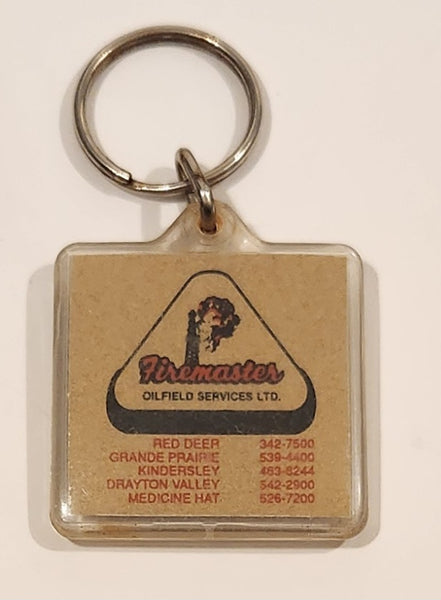 Firemaster
OILFIELD SERVICES LTD.
RED DEER 342-7500
GRANDE PRAIRIE 539-4400
KINDERSLEY 463-8244
DRAYTON VALLEY 542-2900
MEDICINE HAT 526-7200